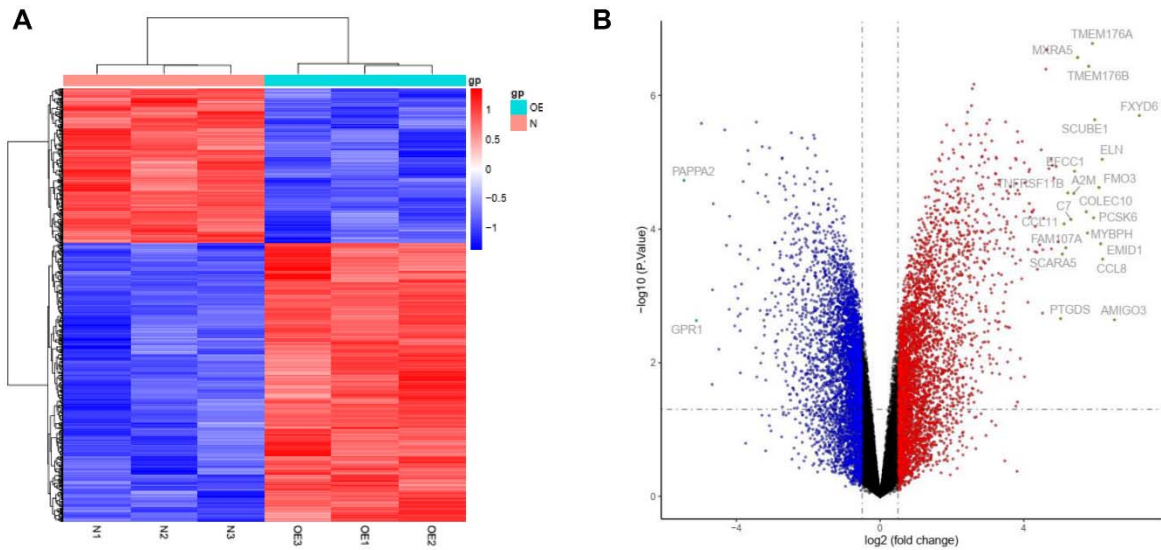 A
gp
gp
OE
N
1
0.5
0
−0.5
−1
N1
N2
N3
OE3
OE1
OE2
B
TMEM176A
MXRA5
TMEM176B
FXYD6
SCUBE1
ELN
EFCC1
PAPPA2
TNFRSF11B
A2M
FMO3
C7
COLEC10
CCL11
PCSK6
MYBPH
FAM107A
EMID1
SCARA5
CCL8
GPR1
PTGDS
AMIGO3
−log10 (P.Value)
6
4
2
0
−4
0
4
log2 (fold change)